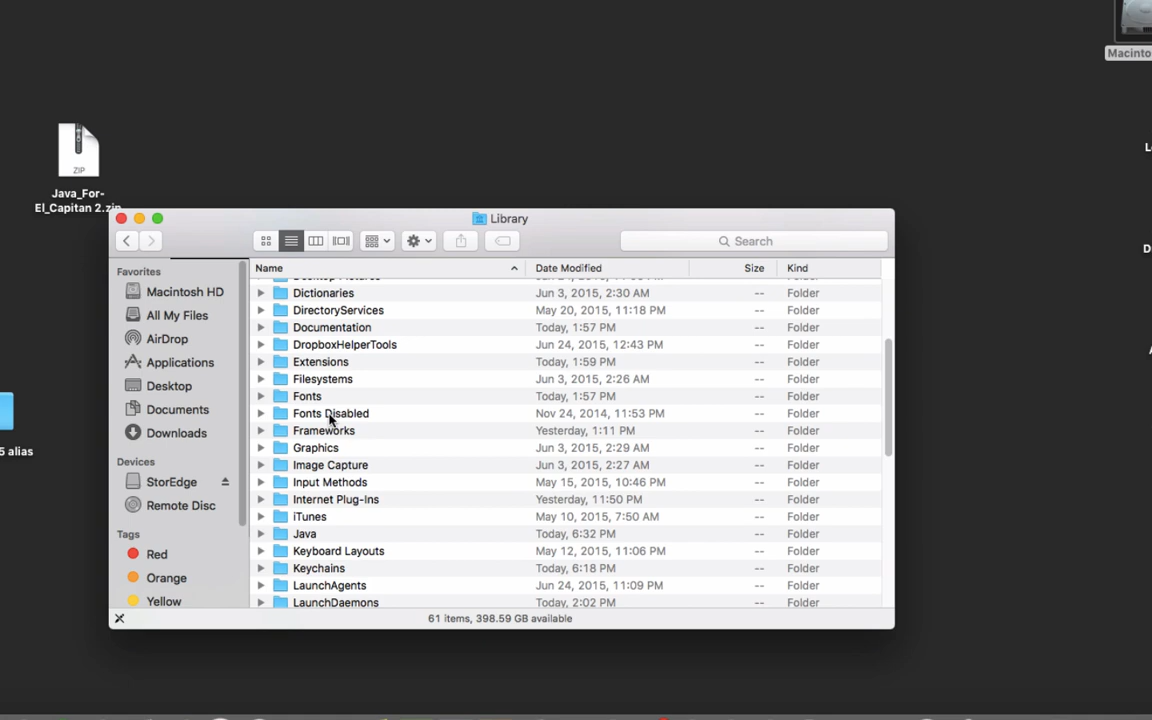 Macinto
ZIP
Java_For-
El_Capitan 2.zip
Library
Search
Favorites
Macintosh HD
All My Files
AirDrop
Applications
Desktop
Documents
Downloads
Devices
StorEdge
Remote Disc
Tags
Red
Orange
Yellow
Name Date Modified Size Kind
Dictionaries Jun 3, 2015, 2:30 AM -- Folder
DirectoryServices May 20, 2015, 11:18 PM -- Folder
Documentation Today, 1:57 PM -- Folder
DropboxHelperTools Jun 24, 2015, 12:43 PM -- Folder
Extensions Today, 1:59 PM -- Folder
Filesystems Jun 3, 2015, 2:26 AM -- Folder
Fonts Today, 1:57 PM -- Folder
Fonts Disabled Nov 24, 2014, 11:53 PM -- Folder
Frameworks Yesterday, 1:11 PM -- Folder
Graphics Jun 3, 2015, 2:29 AM -- Folder
Image Capture Jun 3, 2015, 2:27 AM -- Folder
Input Methods May 15, 2015, 10:46 PM -- Folder
Internet Plug-Ins Yesterday, 11:50 PM -- Folder
iTunes May 10, 2015, 7:50 AM -- Folder
Java Today, 6:32 PM -- Folder
Keyboard Layouts May 12, 2015, 11:06 PM -- Folder
Keychains Today, 6:18 PM -- Folder
LaunchAgents Jun 24, 2015, 11:09 PM -- Folder
LaunchDaemons Today, 2:02 PM -- Folder
61 items, 398.59 GB available
5 alias